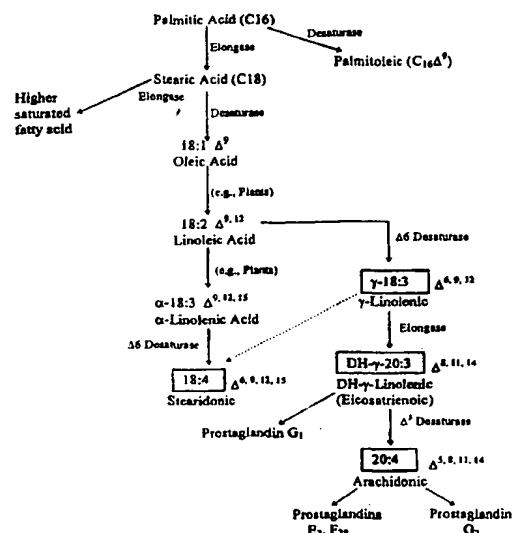 Palmitic Acid (C16)
Desaturase
Elongase
Palmitoleic (C₁₆Δ⁹)
Stearic Acid (C18)
Elongase
Higher
saturated
fatty acid
Desaturase
18:1 Δ⁹
Oleic Acid
(e.g., Plants)
18:2 Δ⁹,¹²
Linoleic Acid
Δ6 Desaturase
(e.g., Plants)
γ-18:3 Δ⁶,⁹,¹²
γ-Linolenic
α-18:3 Δ⁹,¹²,¹⁵
α-Linolenic Acid
Elongase
Δ6 Desaturase
DH-γ-20:3 Δ⁸,¹¹,¹⁴
DH-γ-Linolenic
(Eicosatrienoic)
18:4 Δ⁶,⁹,¹²,¹⁵
Stearidonic
Δ⁵ Desaturase
Prostaglandin G₁
20:4 Δ⁵,⁸,¹¹,¹⁴
Arachidonic
Prostaglandins
Prostaglandin